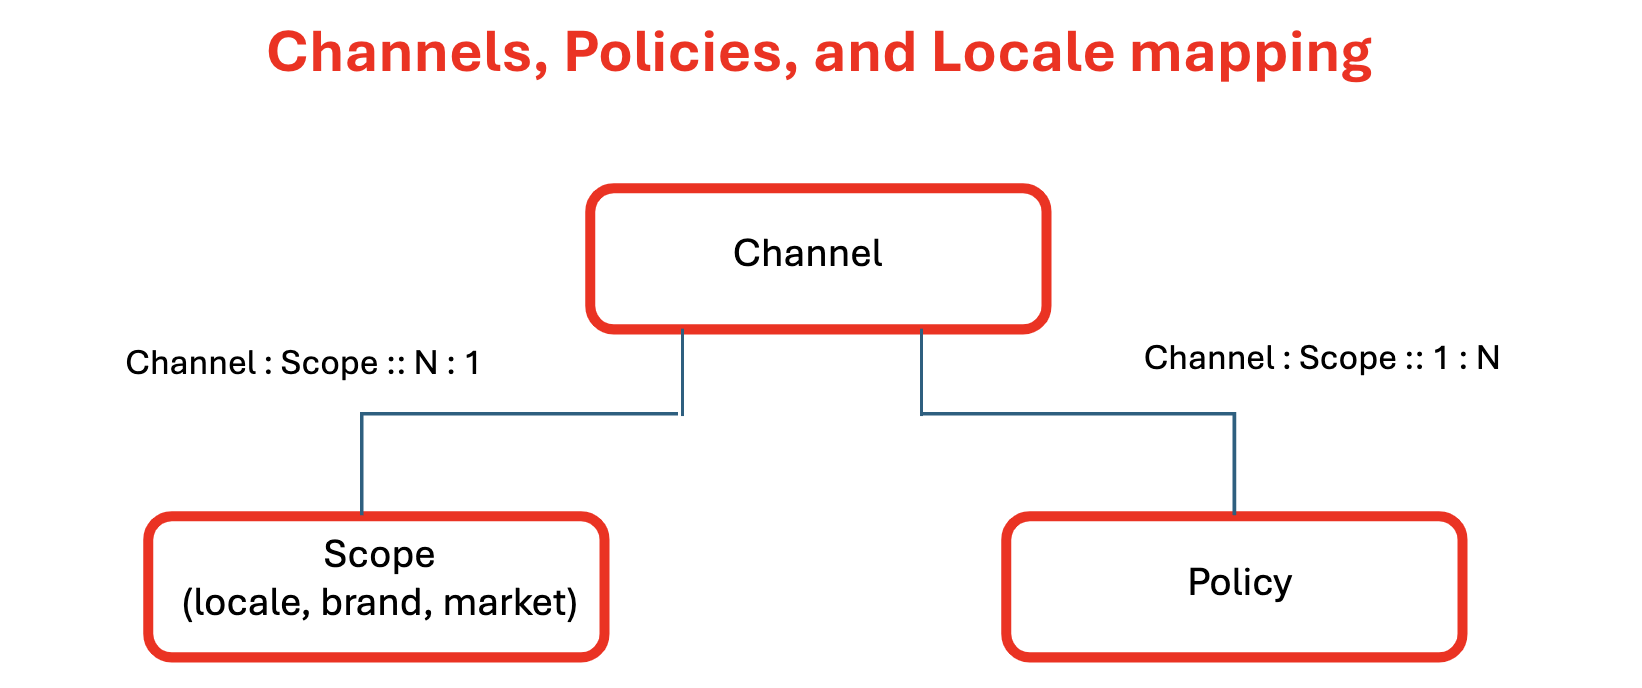 Channels, Policies, and Locale mapping
Channel
Channel : Scope :: N : 1
Channel : Scope :: 1 : N
Scope
(locale, brand, market)
Policy